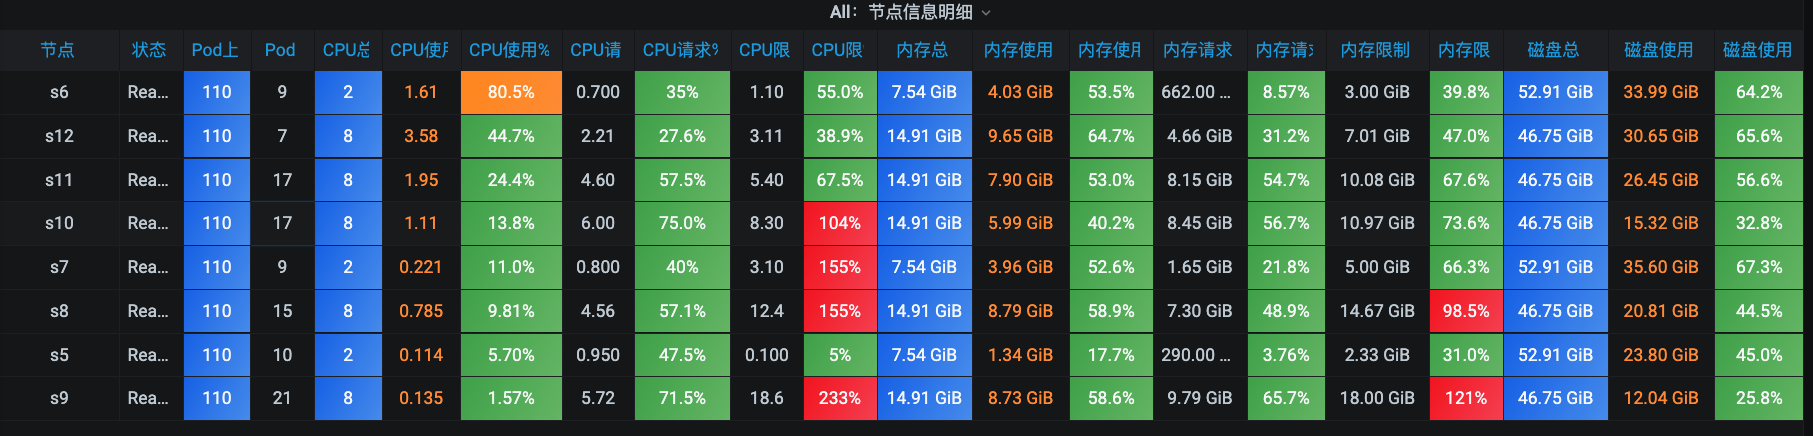 All：节点信息明细
节点 状态 Pod上 Pod CPU总 CPU使用 CPU使用% CPU请 CPU请求% CPU限 CPU限 内存总 内存使用 内存使用 内存请求 内存请求 内存限制 内存限 磁盘总 磁盘使用 磁盘使用
s6 Rea... 110 9 2 1.61 80.5% 0.700 35% 1.10 55.0% 7.54 GiB 4.03 GiB 53.5% 662.00 ... 8.57% 3.00 GiB 39.8% 52.91 GiB 33.99 GiB 64.2%
s12 Rea... 110 7 8 3.58 44.7% 2.21 27.6% 3.11 38.9% 14.91 GiB 9.65 GiB 64.7% 4.66 GiB 31.2% 7.01 GiB 47.0% 46.75 GiB 30.65 GiB 65.6%
s11 Rea... 110 17 8 1.95 24.4% 4.60 57.5% 5.40 67.5% 14.91 GiB 7.90 GiB 53.0% 8.15 GiB 54.7% 10.08 GiB 67.6% 46.75 GiB 26.45 GiB 56.6%
s10 Rea... 110 17 8 1.11 13.8% 6.00 75.0% 8.30 104% 14.91 GiB 5.99 GiB 40.2% 8.45 GiB 56.7% 10.97 GiB 73.6% 46.75 GiB 15.32 GiB 32.8%
s7 Rea... 110 9 2 0.221 11.0% 0.800 40% 3.10 155% 7.54 GiB 3.96 GiB 52.6% 1.65 GiB 21.8% 5.00 GiB 66.3% 52.91 GiB 35.60 GiB 67.3%
s8 Rea... 110 15 8 0.785 9.81% 4.56 57.1% 12.4 155% 14.91 GiB 8.79 GiB 58.9% 7.30 GiB 48.9% 14.67 GiB 98.5% 46.75 GiB 20.81 GiB 44.5%
s5 Rea... 110 10 2 0.114 5.70% 0.950 47.5% 0.100 5% 7.54 GiB 1.34 GiB 17.7% 290.00 ... 3.76% 2.33 GiB 31.0% 52.91 GiB 23.80 GiB 45.0%
s9 Rea... 110 21 8 0.135 1.57% 5.72 71.5% 18.6 233% 14.91 GiB 8.73 GiB 58.6% 9.79 GiB 65.7% 18.00 GiB 121% 46.75 GiB 12.04 GiB 25.8%